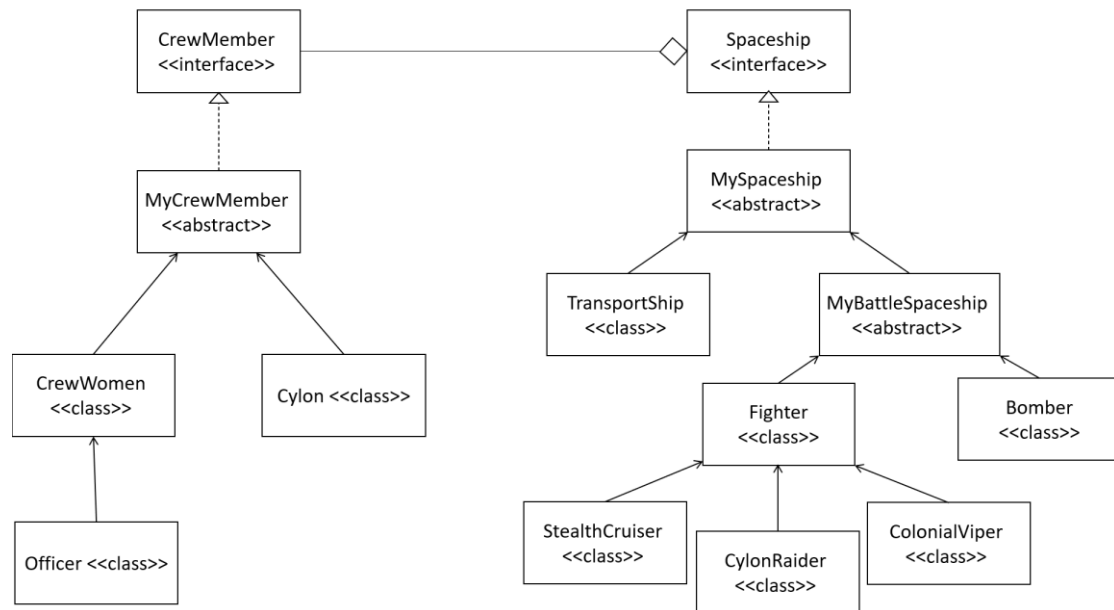 CrewMember
<<interface>>
Spaceship
<<interface>>
MyCrewMember
<<abstract>>
MySpaceship
<<abstract>>
TransportShip
<<class>>
MyBattleSpaceship
<<abstract>>
CrewWomen
<<class>>
Cylon <<class>>
Fighter
<<class>>
Bomber
<<class>>
Officer <<class>>
StealthCruiser
<<class>>
CylonRaider
<<class>>
ColonialViper
<<class>>